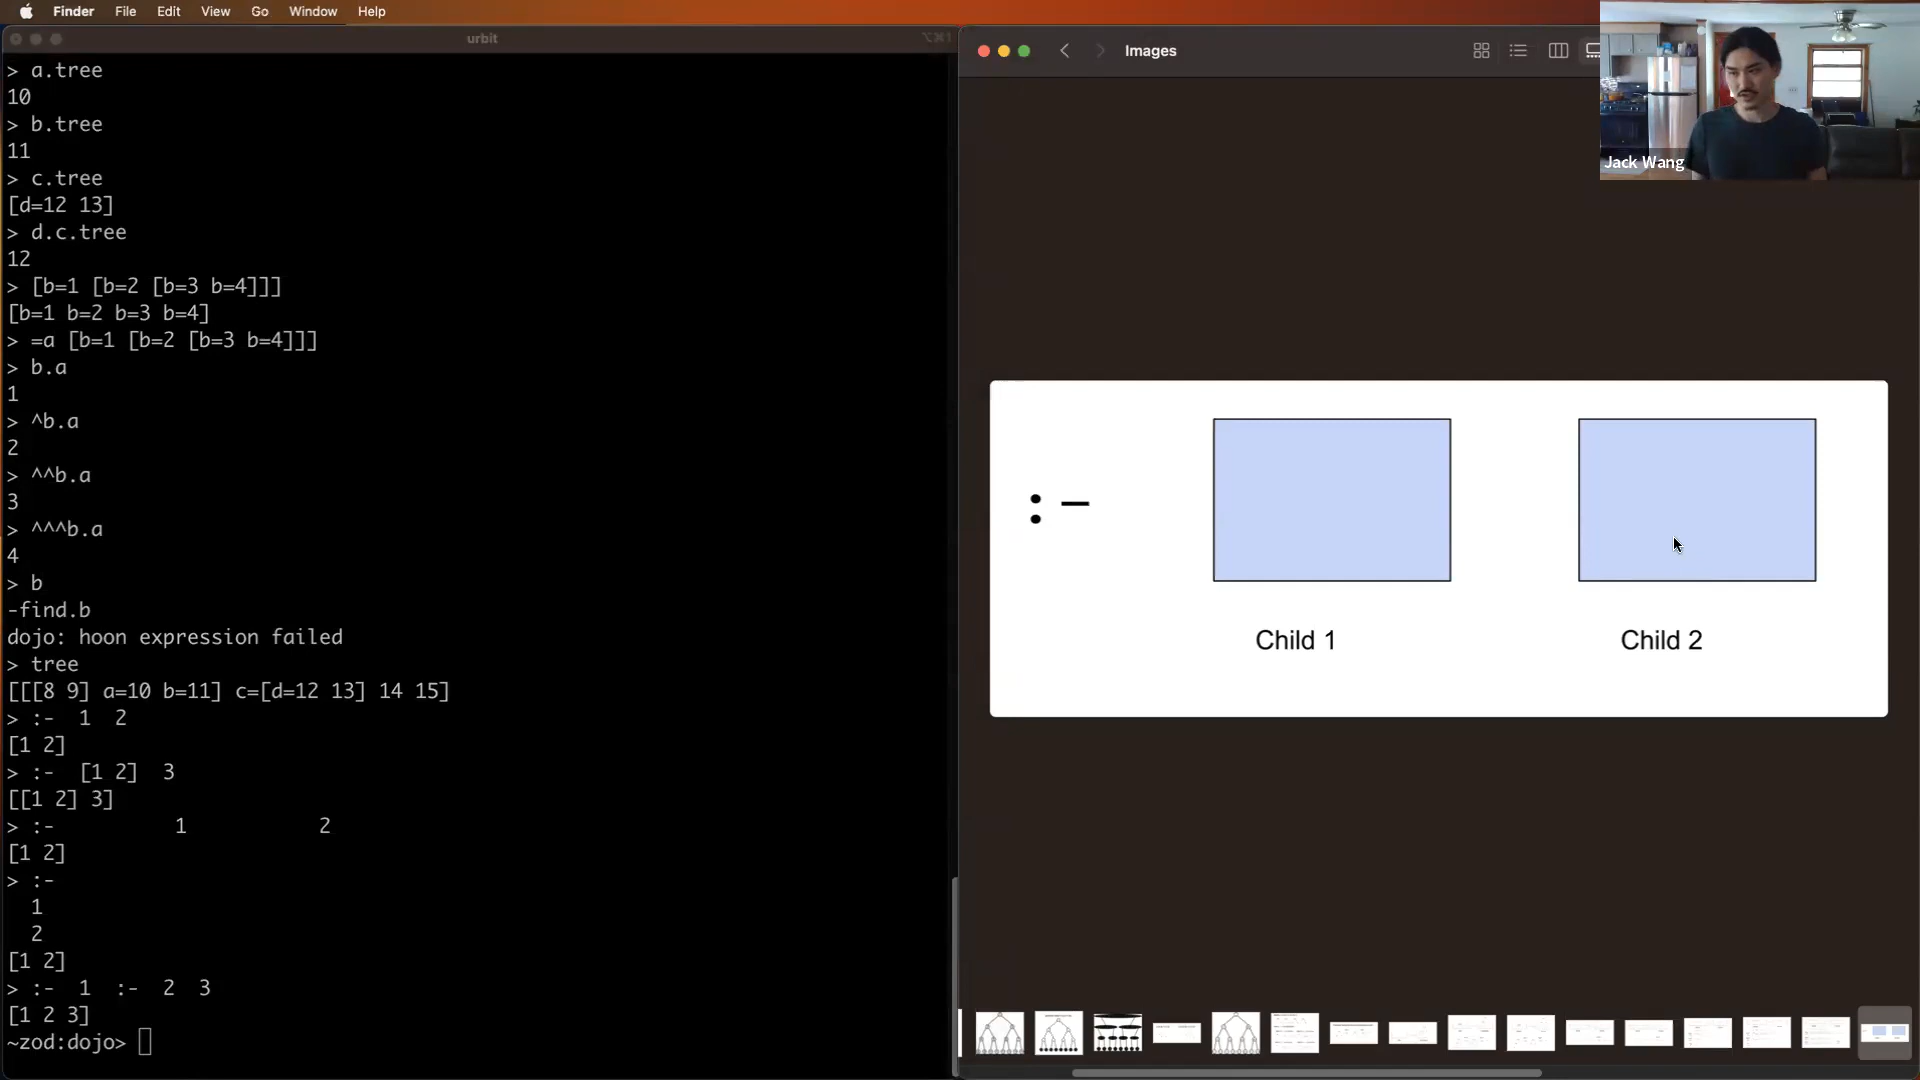 Finder File Edit View Go Window Help
urbit ⌥⌘1
> a.tree
10
> b.tree
11
> c.tree
[d=12 13]
> d.c.tree
12
> [b=1 [b=2 [b=3 b=4]]]
[b=1 b=2 b=3 b=4]
> =a [b=1 [b=2 [b=3 b=4]]]
> b.a
1
> ^b.a
2
> ^^b.a
3
> ^^^b.a
4
> b
-find.b
dojo: hoon expression failed
> tree
[[[8 9] a=10 b=11] c=[d=12 13] 14 15]
> :-  1  2
[1 2]
> :-  [1 2]  3
[[1 2] 3]
> :-          1           2
[1 2]
> :-
1
2
[1 2]
> :-  1  :-  2  3
[1 2 3]
~zod:dojo>
Images
Jack Wang
: –
Child 1 Child 2